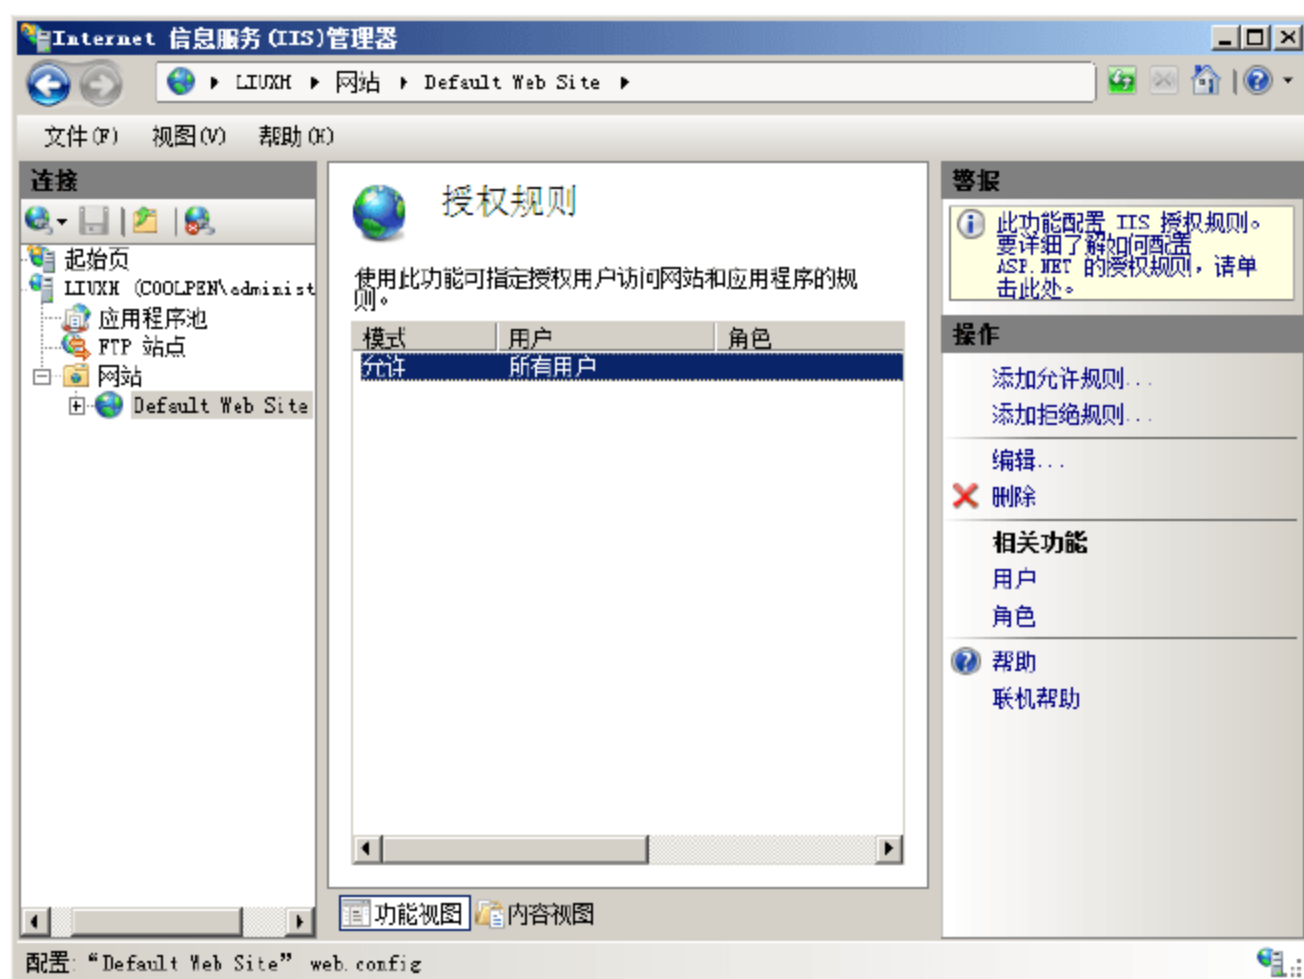 Internet 信息服务(IIS)管理器
LIUXH 网站 Default Web Site
文件(F) 视图(V) 帮助(H)
连接
起始页
LIUXH (COOLPEN\administ
应用程序池
FTP 站点
网站
Default Web Site
授权规则
使用此功能可指定授权用户访问网站和应用程序的规
则。
模式 用户 角色
允许 所有用户
功能视图 内容视图
警报
此功能配置 IIS 授权规则。
要详细了解如何配置
ASP.NET 的授权规则，请单
击此处。
操作
添加允许规则...
添加拒绝规则...
编辑...
删除
相关功能
用户
角色
帮助
联机帮助
配置:“Default Web Site” web.config